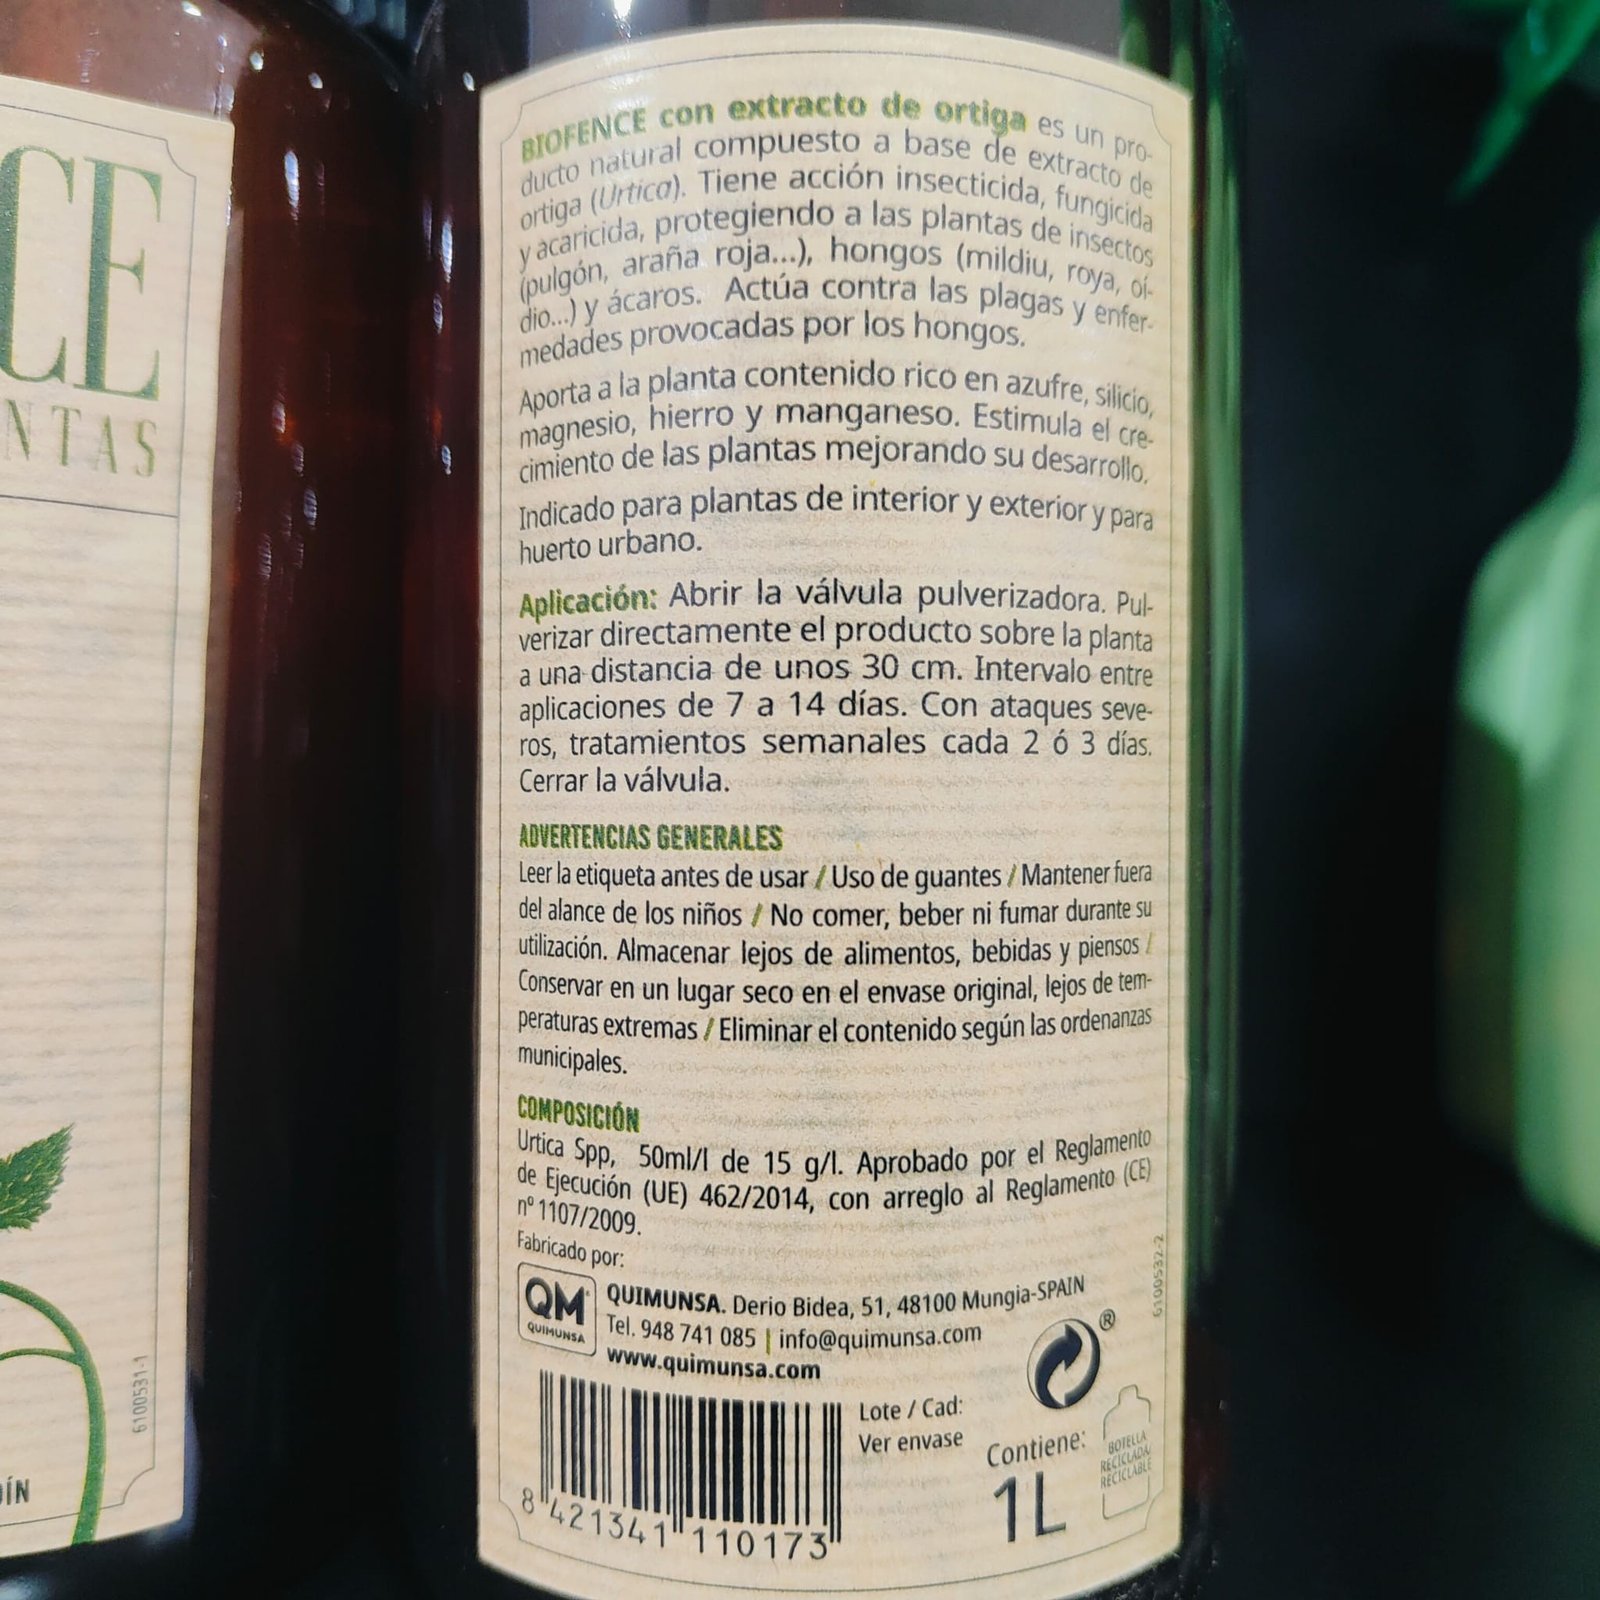 CE
NTAS
6100531-1
DÍN
BIOFENCE con extracto de ortiga es un pro-
ducto natural compuesto a base de extracto de
ortiga (Urtica). Tiene acción insecticida, fungicida
y acaricida, protegiendo a las plantas de insectos
(pulgón, araña roja...), hongos (mildiu, roya, oí-
dio...) y ácaros. Actúa contra las plagas y enfer-
medades provocadas por los hongos.
Aporta a la planta contenido rico en azufre, silicio,
magnesio, hierro y manganeso. Estimula el cre-
cimiento de las plantas mejorando su desarrollo.
Indicado para plantas de interior y exterior y para
huerto urbano.
Aplicación: Abrir la válvula pulverizadora. Pul-
verizar directamente el producto sobre la planta
a una distancia de unos 30 cm. Intervalo entre
aplicaciones de 7 a 14 días. Con ataques seve-
ros, tratamientos semanales cada 2 ó 3 días.
Cerrar la válvula.
ADVERTENCIAS GENERALES
Leer la etiqueta antes de usar / Uso de guantes / Mantener fuera
del alance de los niños / No comer, beber ni fumar durante su
utilización. Almacenar lejos de alimentos, bebidas y piensos /
Conservar en un lugar seco en el envase original, lejos de tem-
peraturas extremas / Eliminar el contenido según las ordenanzas
municipales.
COMPOSICIÓN
Urtica Spp, 50ml/l de 15 g/l. Aprobado por el Reglamento
de Ejecución (UE) 462/2014, con arreglo al Reglamento (CE)
nº 1107/2009.
Fabricado por:
QM
QUIMUNSA
QUIMUNSA. Derio Bidea, 51, 48100 Mungia-SPAIN
Tel. 948 741 085 | info@quimunsa.com
www.quimunsa.com
6100532-2
®
Lote / Cad:
Ver envase
Contiene:
1L
BOTELLA
RECICLADA/
RECICLABLE
8 421341 110173